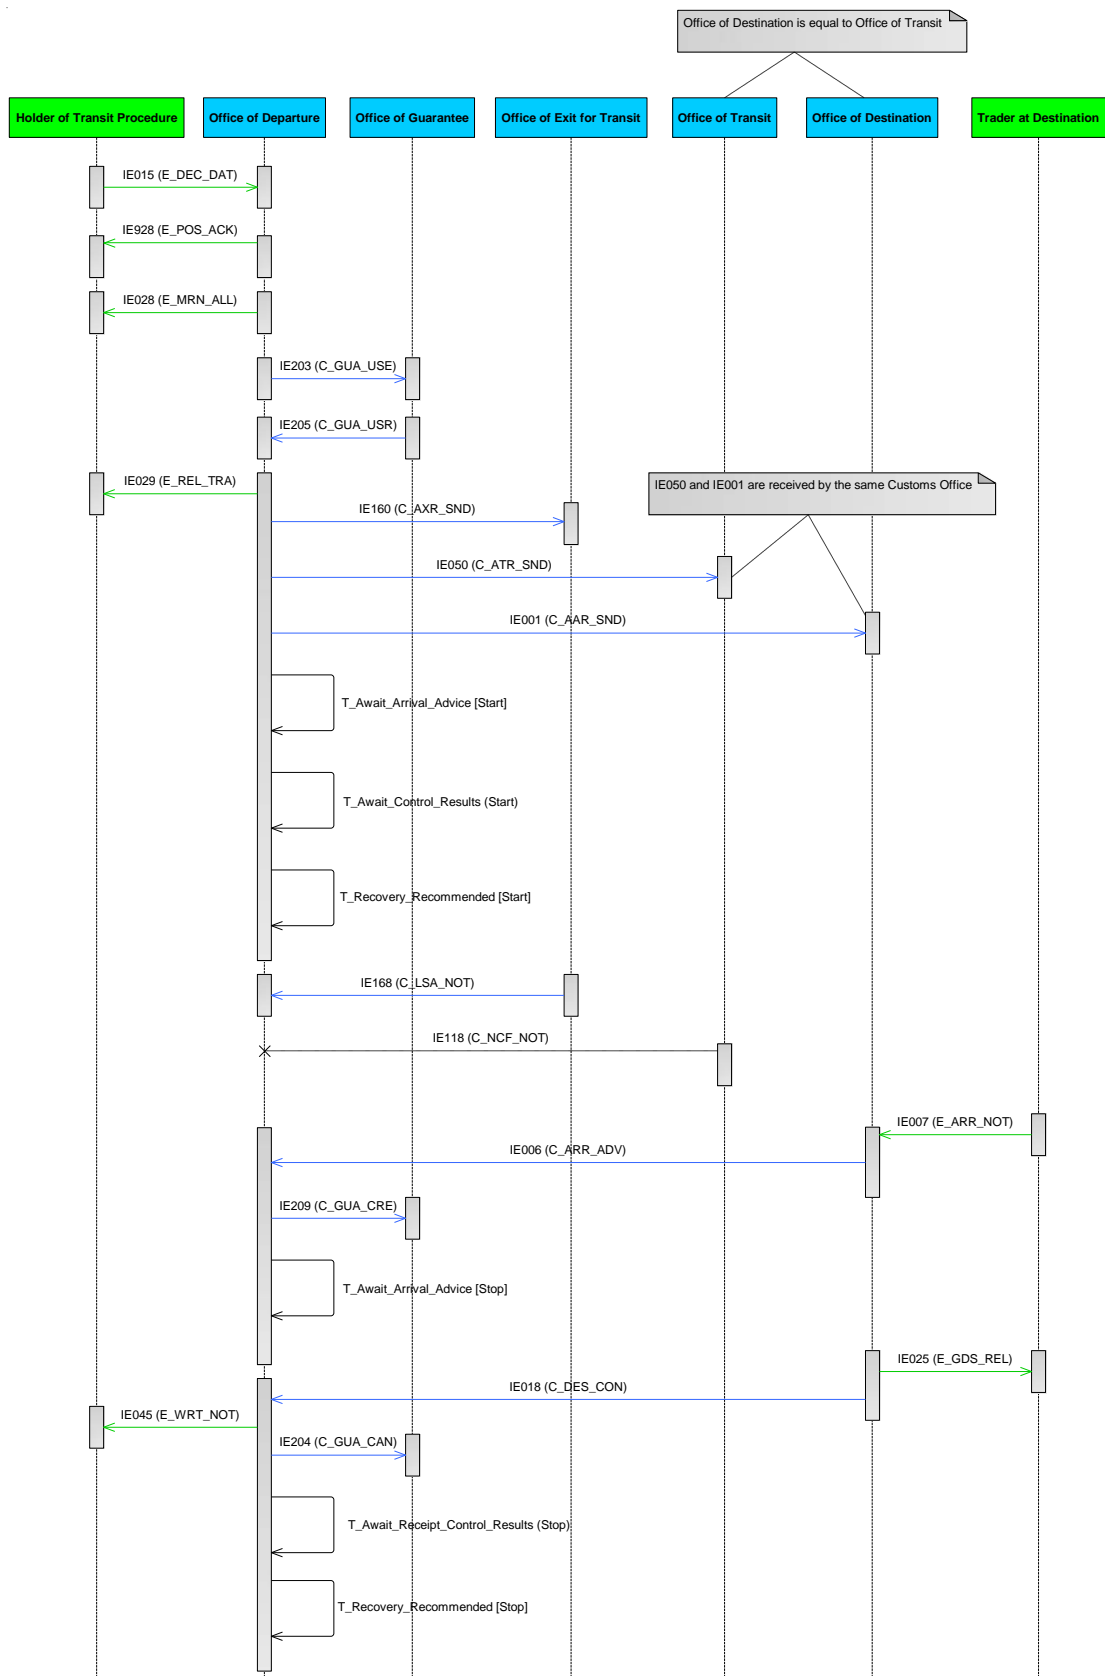 Office of Destination is equal to Office of Transit
Holder of Transit Procedure
Office of Departure
Office of Guarantee
Office of Exit for Transit
Office of Transit
Office of Destination
Trader at Destination
IE015 (E_DEC_DAT)
IE928 (E_POS_ACK)
IE028 (E_MRN_ALL)
IE203 (C_GUA_USE)
IE205 (C_GUA_USR)
IE029 (E_REL_TRA)
IE050 and IE001 are received by the same Customs Office
IE160 (C_AXR_SND)
IE050 (C_ATR_SND)
IE001 (C_AAR_SND)
T_Await_Arrival_Advice [Start]
T_Await_Control_Results (Start)
T_Recovery_Recommended [Start]
IE168 (C_LSA_NOT)
IE118 (C_NCF_NOT)
IE007 (E_ARR_NOT)
IE006 (C_ARR_ADV)
IE209 (C_GUA_CRE)
T_Await_Arrival_Advice [Stop]
IE025 (E_GDS_REL)
IE018 (C_DES_CON)
IE045 (E_WRT_NOT)
IE204 (C_GUA_CAN)
T_Await_Receipt_Control_Results (Stop)
T_Recovery_Recommended [Stop]